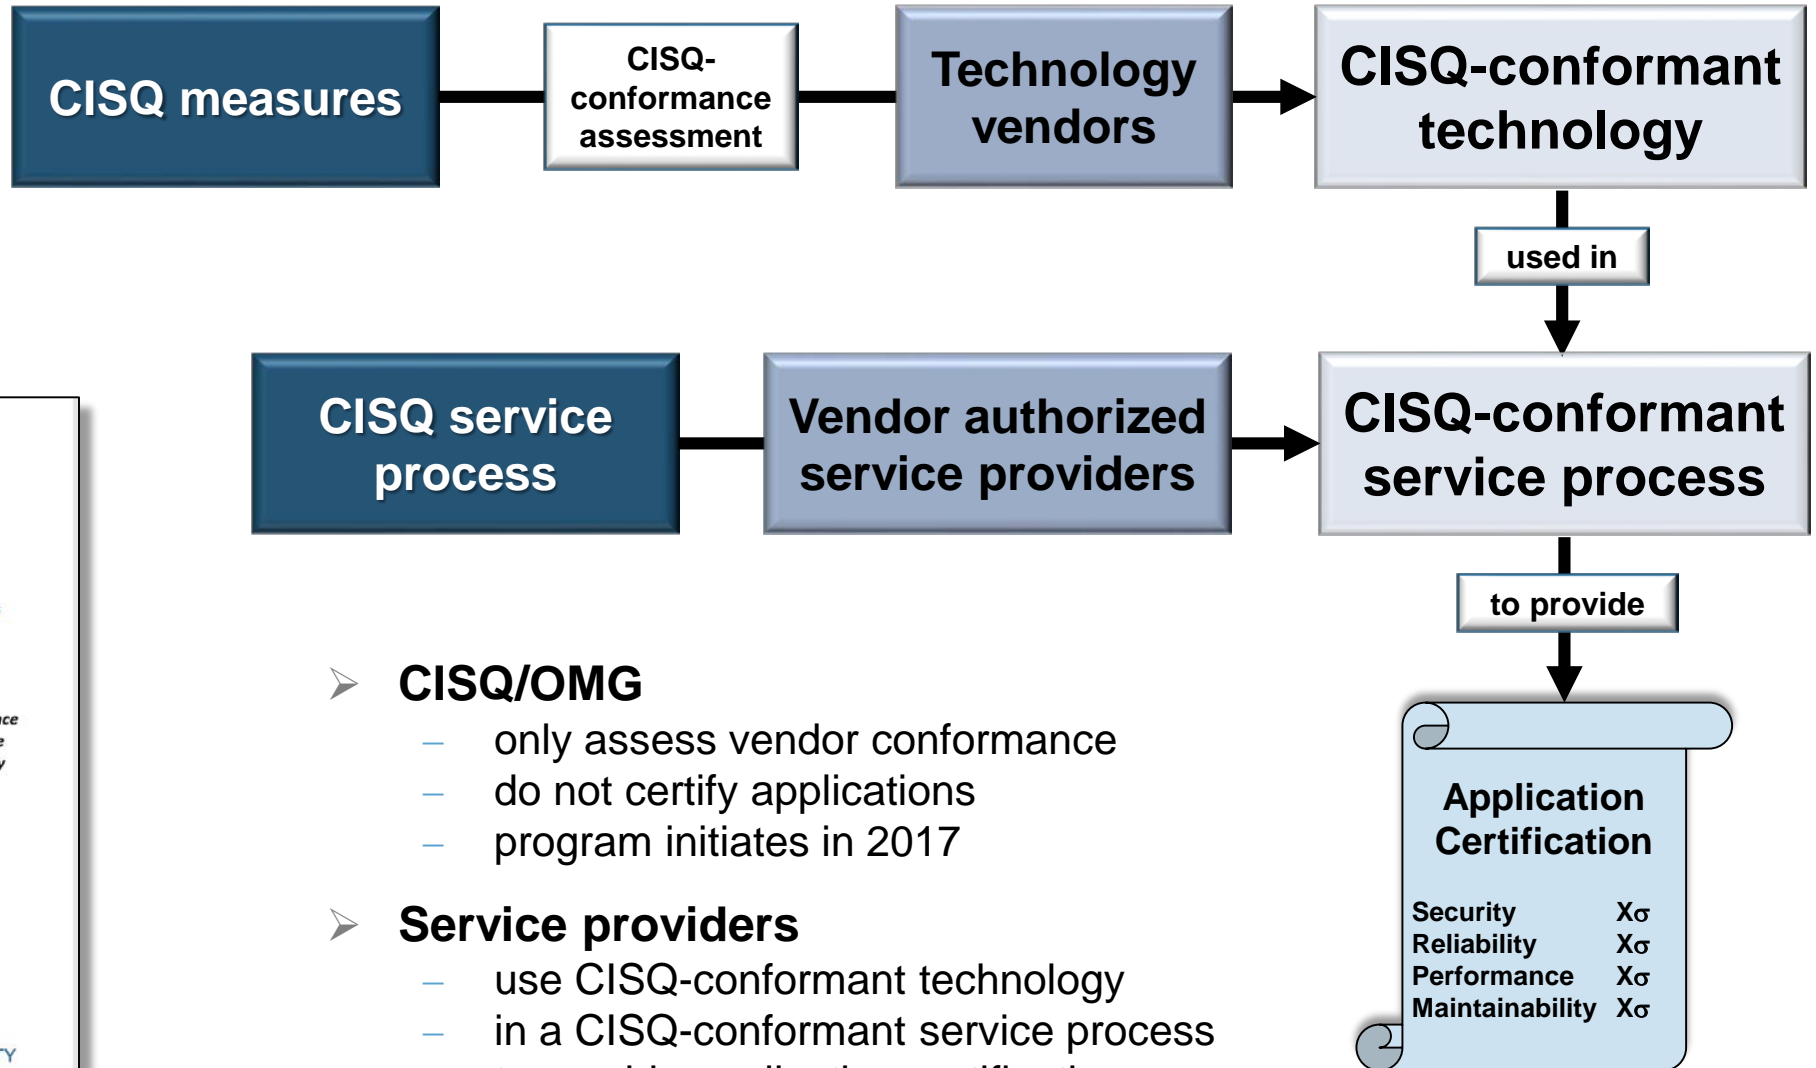 CISQ measures
CISQ-
conformance
assessment
Technology
vendors
CISQ-conformant
technology
used in
CISQ service
process
Vendor authorized
service providers
CISQ-conformant
service process
to provide
➢ CISQ/OMG
– only assess vendor conformance
– do not certify applications
– program initiates in 2017
➢ Service providers
– use CISQ-conformant technology
– in a CISQ-conformant service process
Application
Certification
Security Xσ
Reliability Xσ
Performance Xσ
Maintainability Xσ